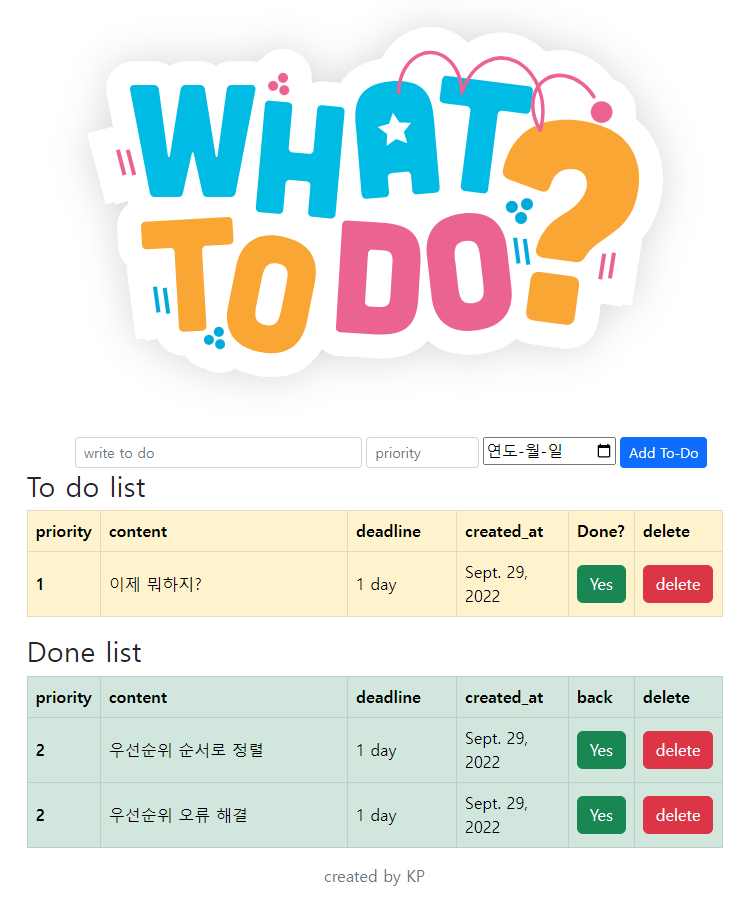 WHAT
TO DO?
write to do priority 연도-월-일 Add To-Do
To do list
priority content deadline created_at Done? delete
1 이제 뭐하지? 1 day Sept. 29, 2022 Yes delete
Done list
priority content deadline created_at back delete
2 우선순위 순서로 정렬 1 day Sept. 29, 2022 Yes delete
2 우선순위 오류 해결 1 day Sept. 29, 2022 Yes delete
created by KP